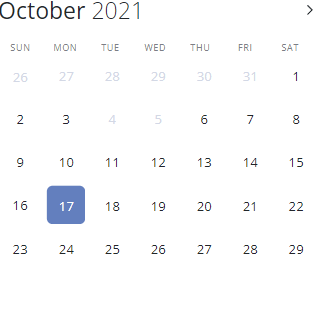 October 2021
SUN MON TUE WED THU FRI SAT
26 27 28 29 30 31 1
2 3 4 5 6 7 8
9 10 11 12 13 14 15
16 17 18 19 20 21 22
23 24 25 26 27 28 29